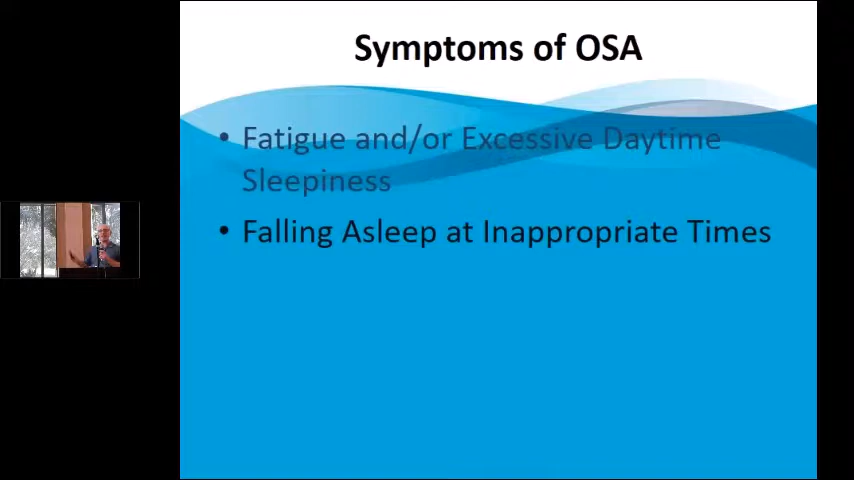 Symptoms of OSA
• Fatigue and/or Excessive Daytime
Sleepiness
• Falling Asleep at Inappropriate Times